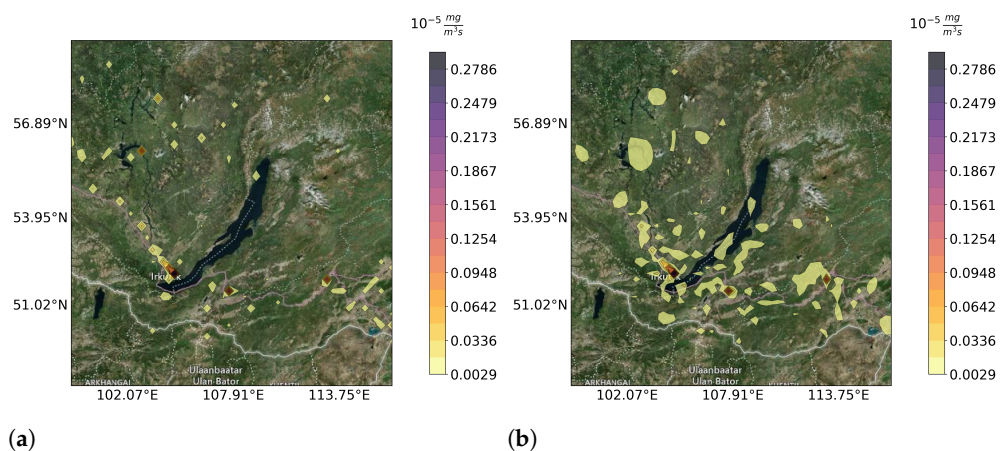 10⁻⁵ mg/m³s
10⁻⁵ mg/m³s
0.2786
0.2479
0.2173
0.1867
0.1561
0.1254
0.0948
0.0642
0.0336
0.0029
0.2786
0.2479
0.2173
0.1867
0.1561
0.1254
0.0948
0.0642
0.0336
0.0029
56.89°N
53.95°N
51.02°N
56.89°N
53.95°N
51.02°N
Ulaanbaatar
Ulan-Bator
ARKHANGAI
Ulaanbaatar
Ulan-Bator
ARKHANGAI
102.07°E 107.91°E 113.75°E
102.07°E 107.91°E 113.75°E
(a)
(b)